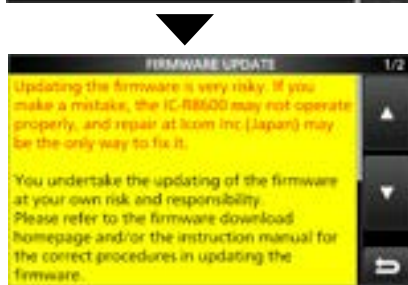 FIRMWARE UPDATE 1/2
Updating the firmware is very risky. If you
make a mistake, the IC-R8600 may not operate
properly, and repair at Icom Inc (Japan) may
be the only way to fix it.
You undertake the updating of the firmware
at your own risk and responsibility.
Please refer to the firmware download
homepage and/or the instruction manual for
the correct procedures in updating the
firmware.